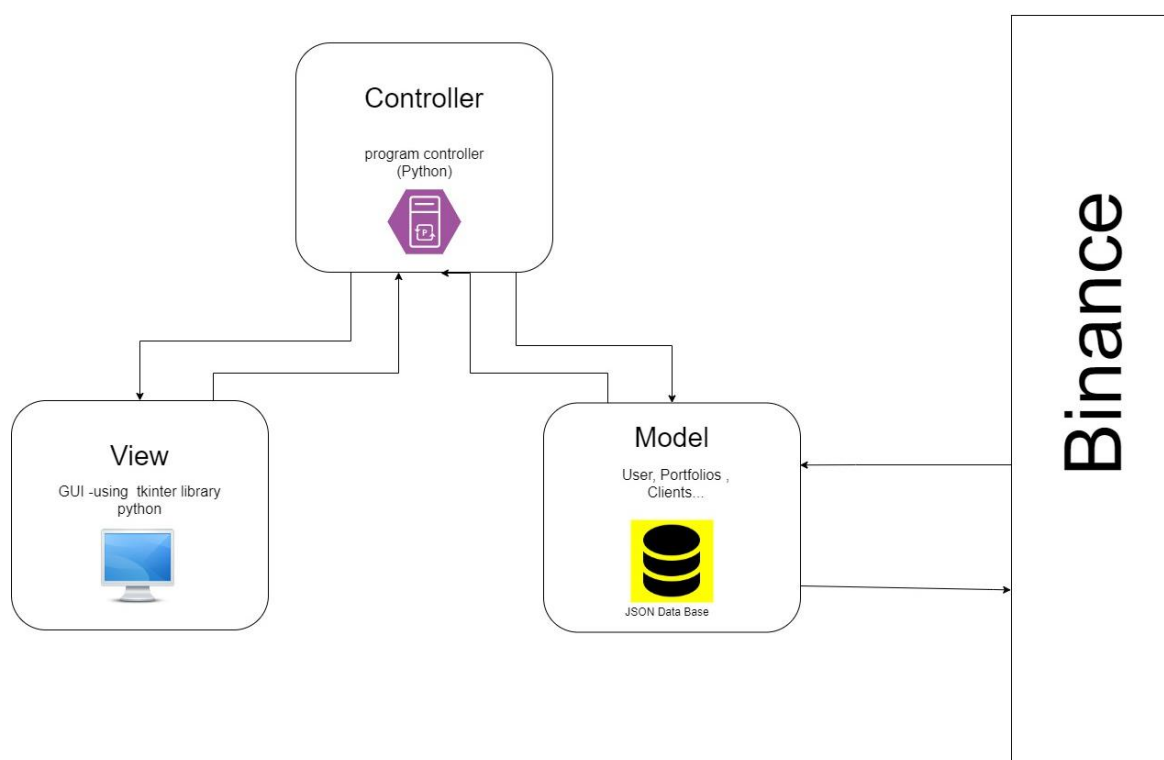 Controller
program controller
(Python)
P
View
GUI -using tkinter library
python
Model
User, Portfolios ,
Clients...
JSON Data Base
Binance